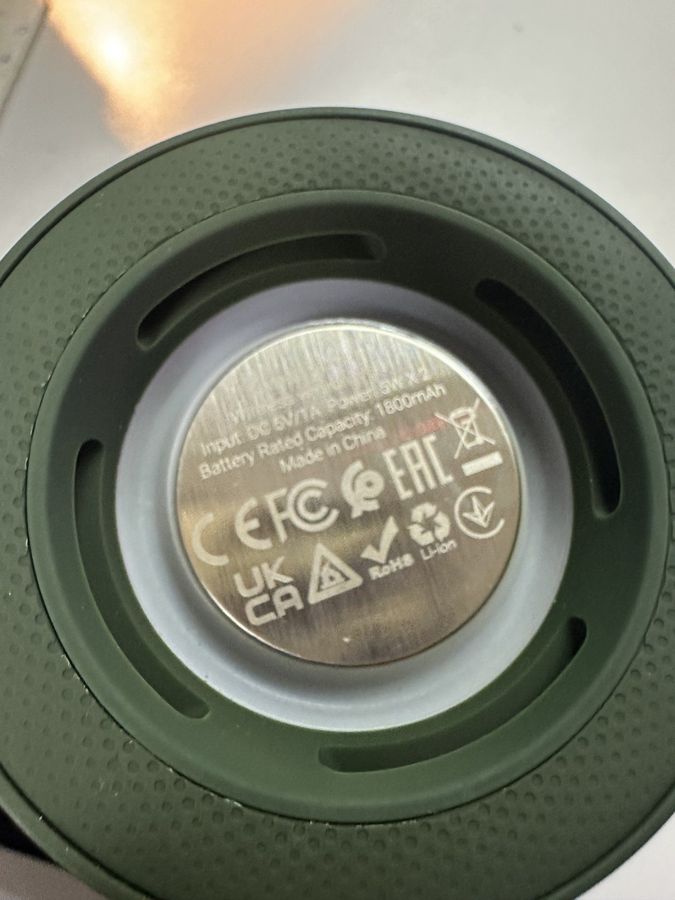 Input: DC 5V/1A Power: 5W X 2
Battery Rated Capacity: 1800mAh
Made in China
CE FC EAC
UK
CA RoHS Li-ion